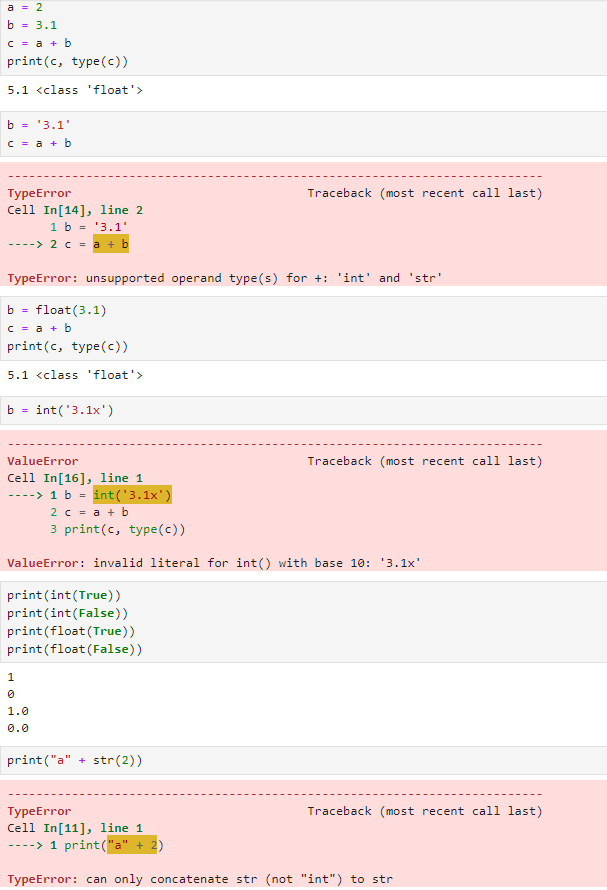 a = 2
b = 3.1
c = a + b
print(c, type(c))
5.1 <class 'float'>
b = '3.1'
c = a + b
---------------------------------------------------------------------------
TypeError                                 Traceback (most recent call last)
Cell In[14], line 2
      1 b = '3.1'
----> 2 c = a + b
TypeError: unsupported operand type(s) for +: 'int' and 'str'
b = float(3.1)
c = a + b
print(c, type(c))
5.1 <class 'float'>
b = int('3.1x')
---------------------------------------------------------------------------
ValueError                                Traceback (most recent call last)
Cell In[16], line 1
----> 1 b = int('3.1x')
      2 c = a + b
      3 print(c, type(c))
ValueError: invalid literal for int() with base 10: '3.1x'
print(int(True))
print(int(False))
print(float(True))
print(float(False))
1
0
1.0
0.0
print("a" + str(2))
---------------------------------------------------------------------------
TypeError                                 Traceback (most recent call last)
Cell In[11], line 1
----> 1 print("a" + 2)
TypeError: can only concatenate str (not "int") to str